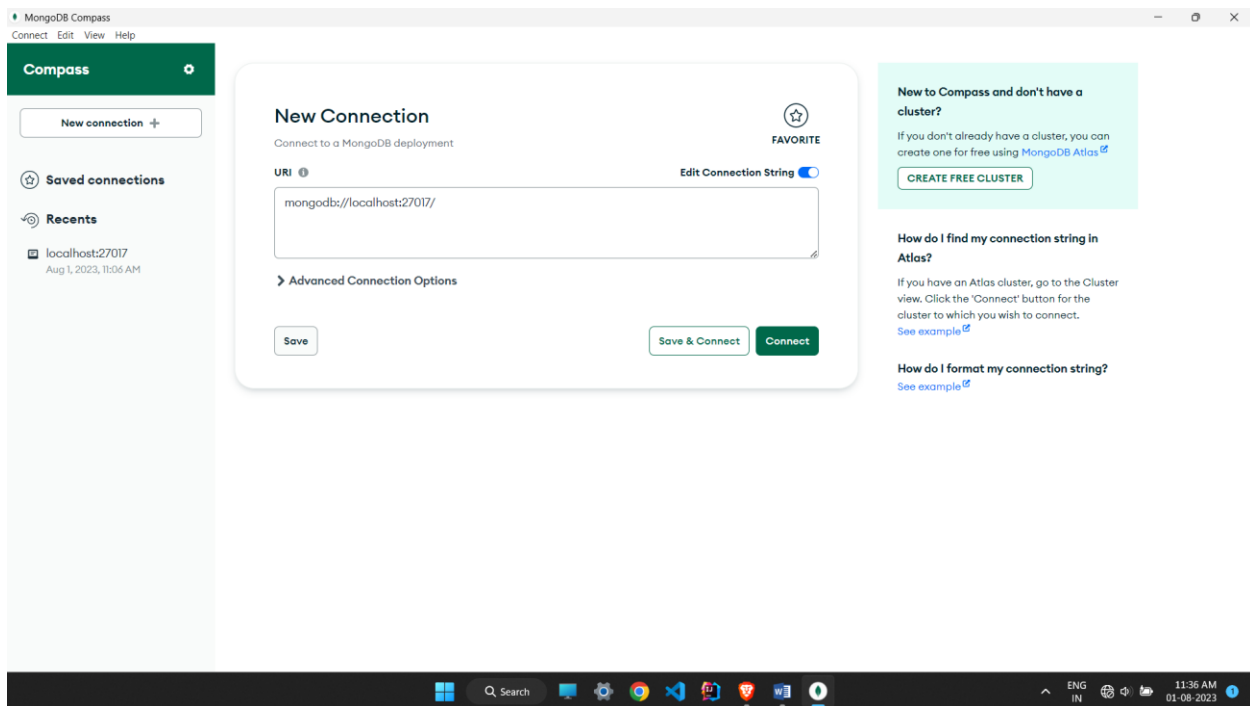 MongoDB Compass
Connect Edit View Help
Compass
New connection
Saved connections
Recents
localhost:27017
Aug 1, 2023, 11:06 AM
New Connection
Connect to a MongoDB deployment
FAVORITE
URI
Edit Connection String
mongodb://localhost:27017/
Advanced Connection Options
Save
Save & Connect
Connect
New to Compass and don't have a
cluster?
If you don't already have a cluster, you can
create one for free using MongoDB Atlas
CREATE FREE CLUSTER
How do I find my connection string in
Atlas?
If you have an Atlas cluster, go to the Cluster
view. Click the 'Connect' button for the
cluster to which you wish to connect.
See example
How do I format my connection string?
See example
Search
ENG
IN
11:36 AM
01-08-2023
1